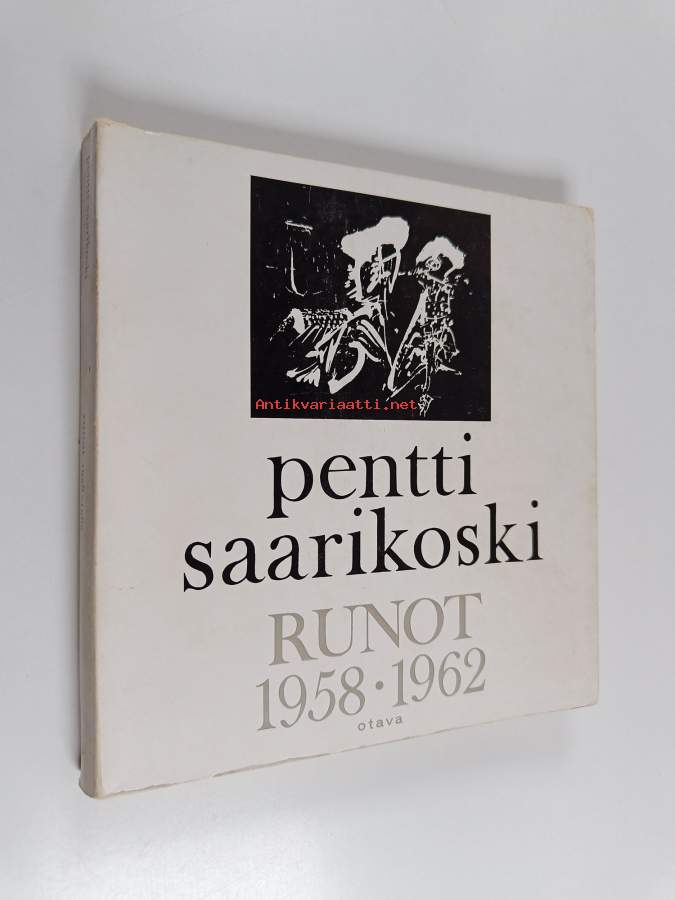 Antikvariaatti.net
pentti
saarikoski
RUNOT
1958 • 1962
otava